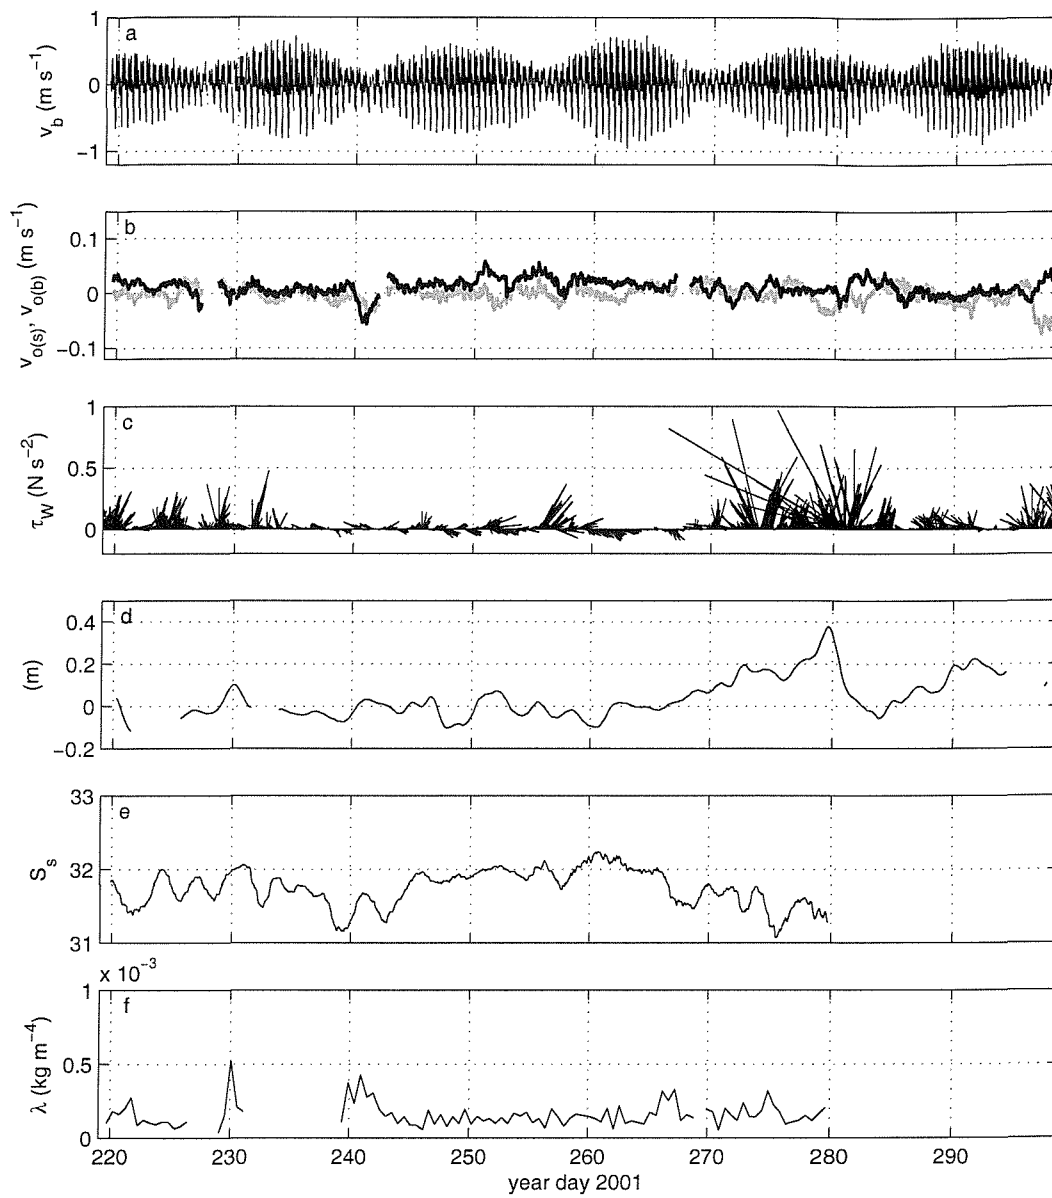 a
1
0
−1
v_b (m s⁻¹)
b
0.1
0
−0.1
v_o(s), v_o(b) (m s⁻¹)
c
1
0.5
0
τ_W (N s⁻²)
d
0.4
0.2
0
−0.2
(m)
e
33
32
31
S_s
x 10⁻³
f
1
0.5
0
λ (kg m⁻⁴)
220 230 240 250 260 270 280 290
year day 2001